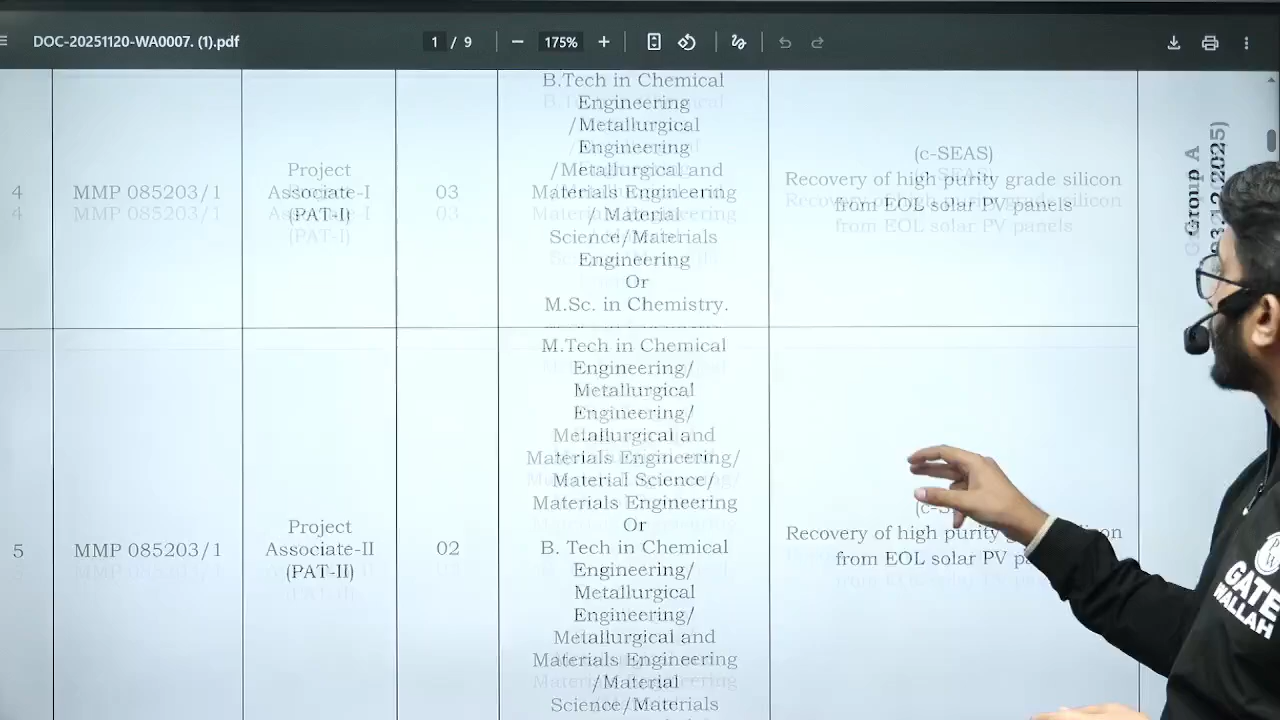 DOC-20251120-WA0007. (1).pdf
1 / 9
175%
4
MMP 085203/1
Project
Associate-I
(PAT-I)
03
B.Tech in Chemical
Engineering
/Metallurgical
Engineering
/Metallurgical and
Materials Engineering
/ Material
Science/Materials
Engineering
Or
M.Sc. in Chemistry.
(c-SEAS)
Recovery of high purity grade silicon
from EOL solar PV panels
Group A
03.12.2025)
5
MMP 085203/1
Project
Associate-II
(PAT-II)
02
M.Tech in Chemical
Engineering/
Metallurgical
Engineering/
Metallurgical and
Materials Engineering/
Material Science/
Materials Engineering
Or
B. Tech in Chemical
Engineering/
Metallurgical
Engineering/
Metallurgical and
Materials Engineering
/Material
Science/Materials
Recovery of high purity
from EOL solar PV
GATE
WALLAH